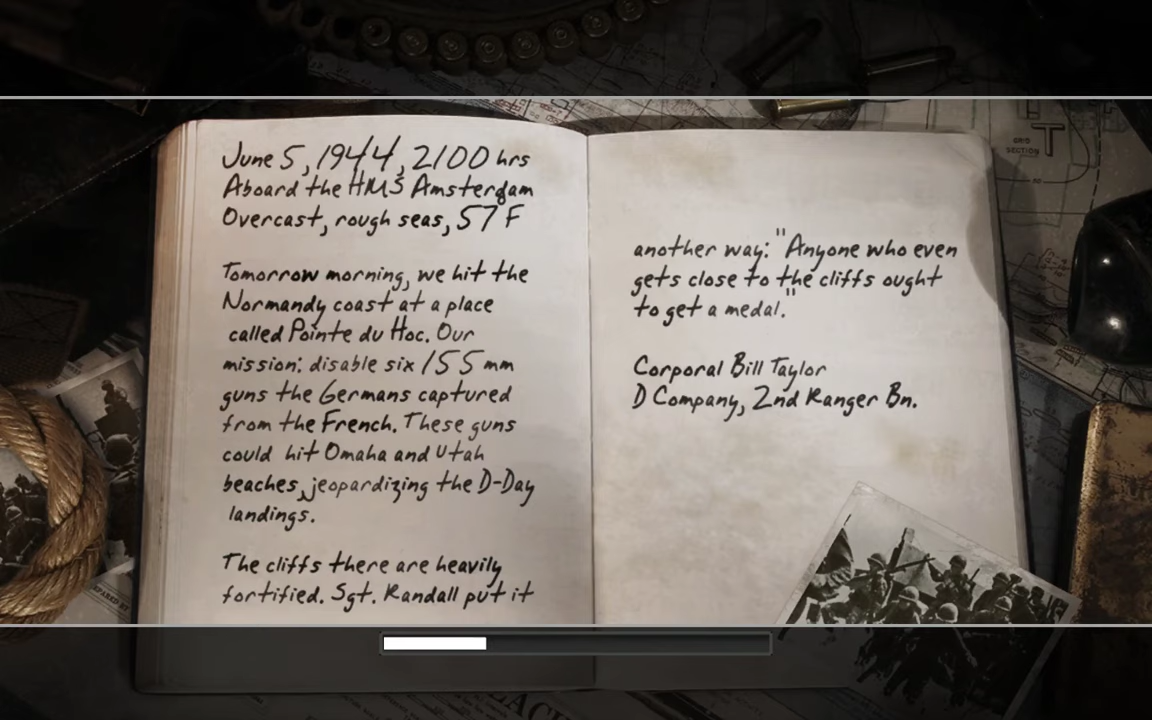 June 5, 1944, 2100 hrs
Aboard the HMS Amsterdam
Overcast, rough seas, 57 F
Tomorrow morning, we hit the
Normandy coast at a place
called Pointe du Hoc. Our
mission: disable six 155 mm
guns the Germans captured
from the French. These guns
could hit Omaha and Utah
beaches, jeopardizing the D-Day
landings.
The cliffs there are heavily
fortified. Sgt. Randall put it
another way: "Anyone who even
gets close to the cliffs ought
to get a medal."
Corporal Bill Taylor
D Company, 2nd Ranger Bn.
GRID
SECTION T